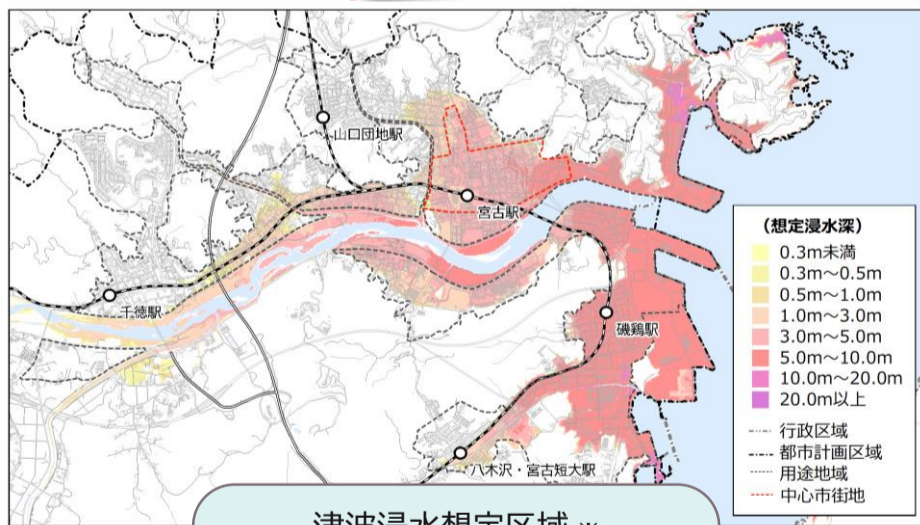 山口団地駅
宮古駅
千徳駅
磯鶏駅
八木沢・宮古短大駅
（想定浸水深）
0.3m未満
0.3m～0.5m
0.5m～1.0m
1.0m～3.0m
3.0m～5.0m
5.0m～10.0m
10.0m～20.0m
20.0m以上
行政区域
都市計画区域
用途地域
中心市街地
津波浸水想定区域※